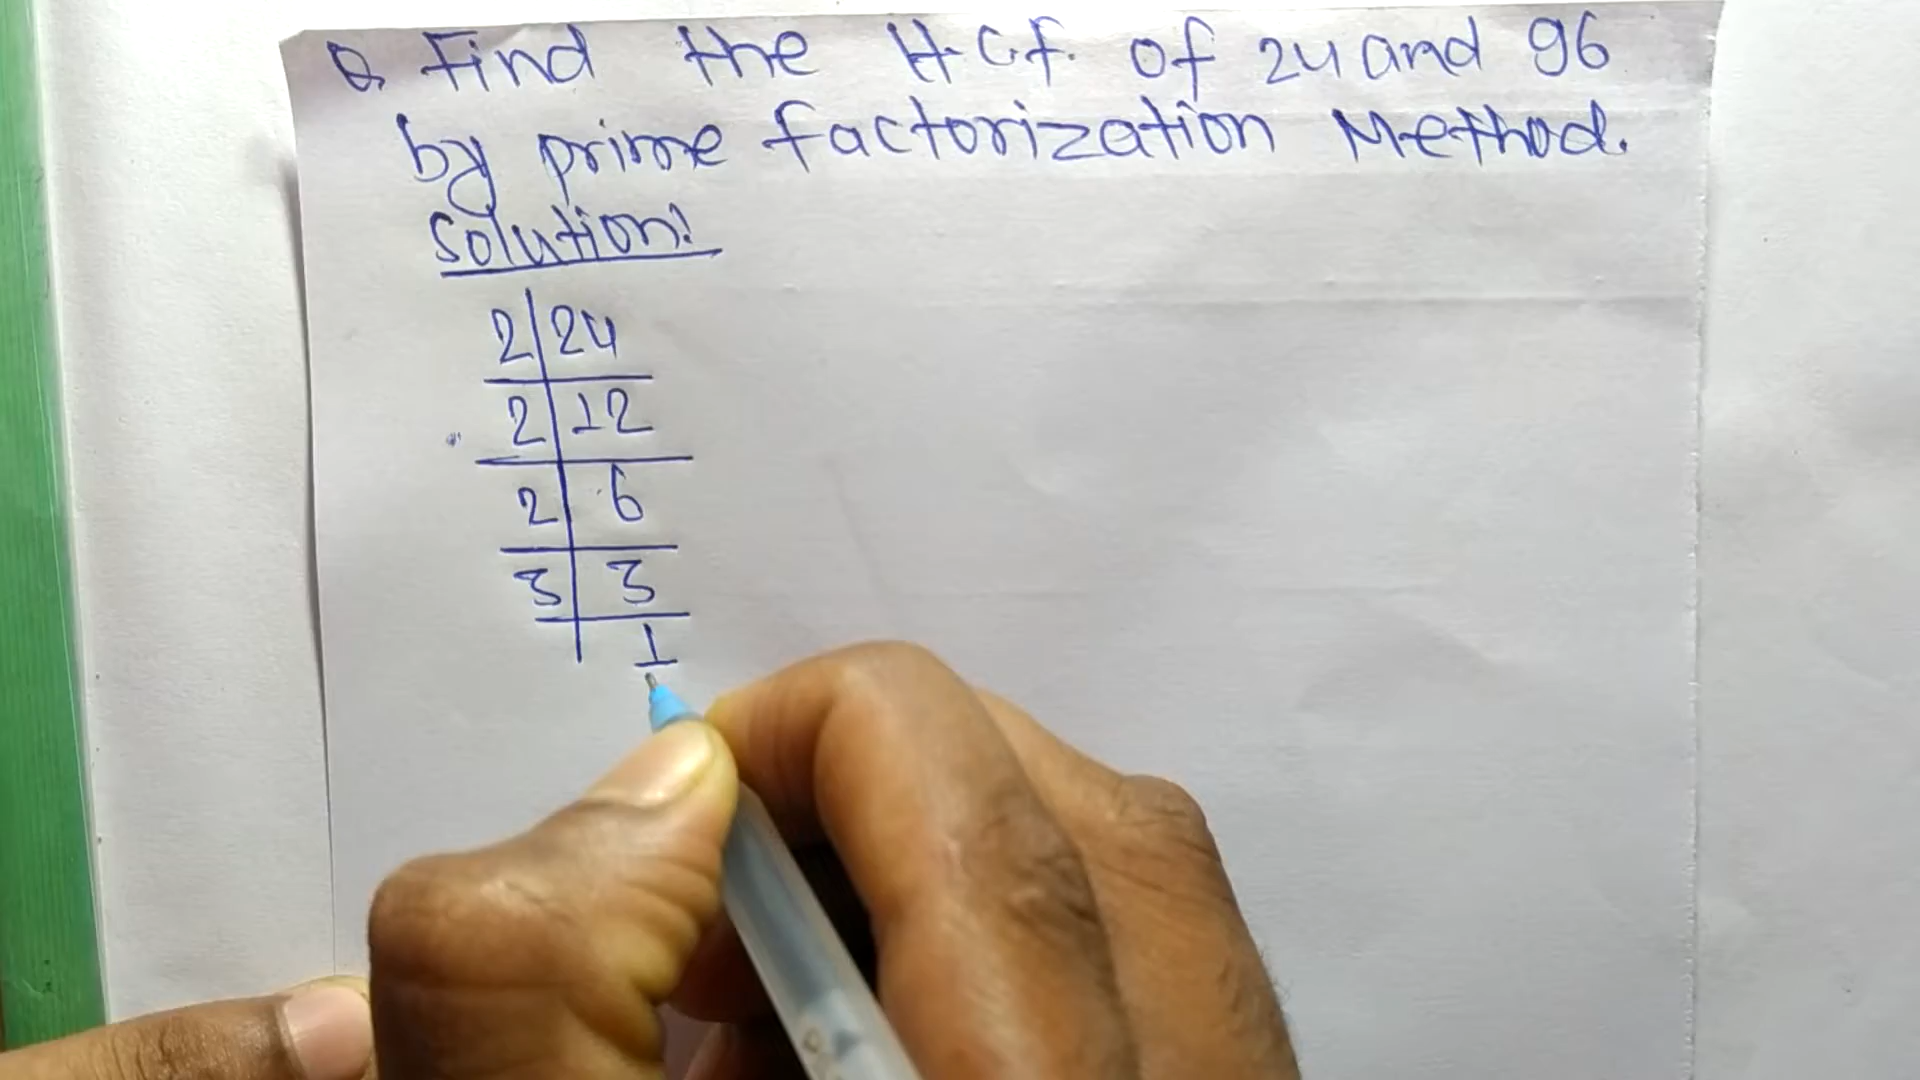 Q. Find the H.C.F. of 24 and 96
by prime factorization Method.
Solution:
2 24
2 12
2 6
3 3
1